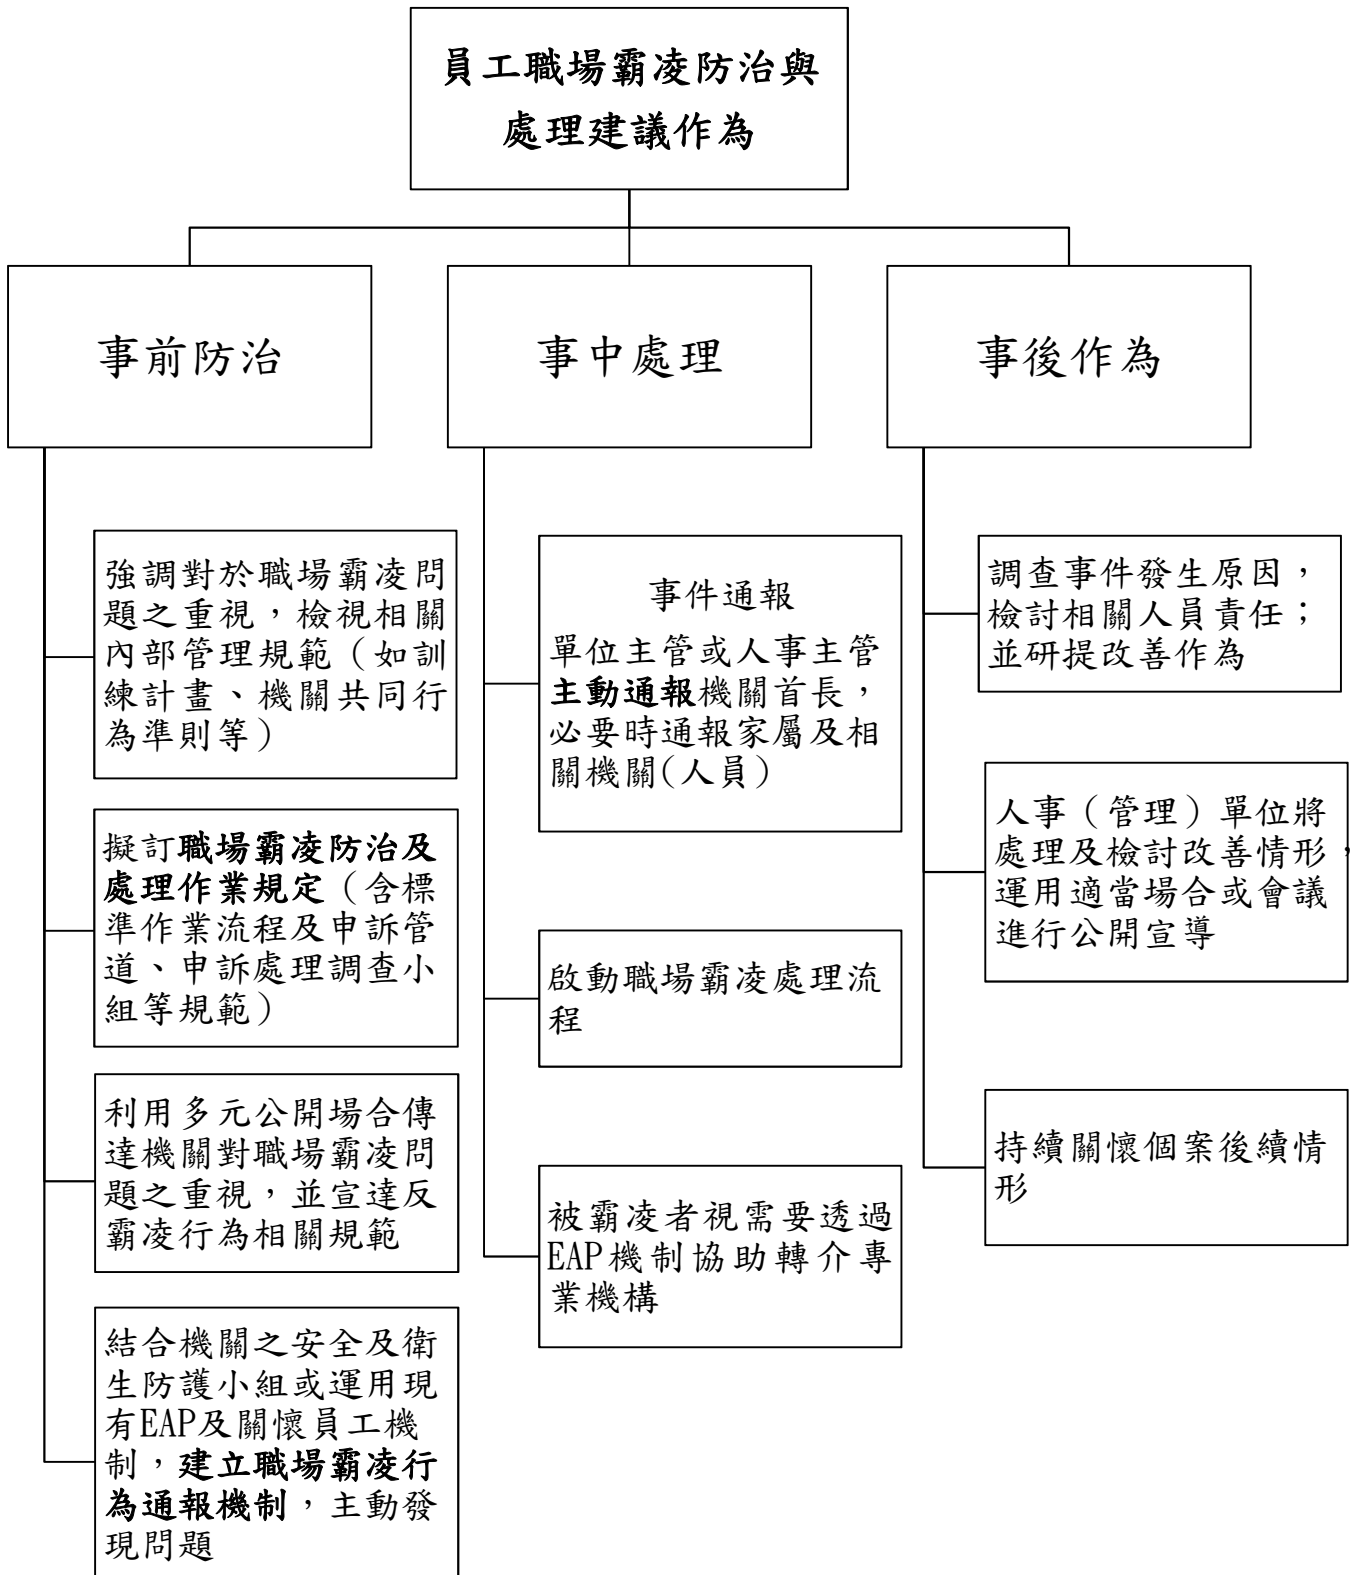 員工職場霸凌防治與
處理建議作為
事前防治
強調對於職場霸凌問
題之重視，檢視相關
內部管理規範（如訓
練計畫、機關共同行
為準則等）
擬訂職場霸凌防治及
處理作業規定（含標
準作業流程及申訴管
道、申訴處理調查小
組等規範）
利用多元公開場合傳
達機關對職場霸凌問
題之重視，並宣達反
霸凌行為相關規範
結合機關之安全及衛
生防護小組或運用現
有EAP及關懷員工機
制，建立職場霸凌行
為通報機制，主動發
現問題
事中處理
事件通報
單位主管或人事主管
主動通報機關首長，
必要時通報家屬及相
關機關(人員)
啟動職場霸凌處理流
程
被霸凌者視需要透過
EAP機制協助轉介專
業機構
事後作為
調查事件發生原因，
檢討相關人員責任；
並研提改善作為
人事（管理）單位將
處理及檢討改善情形，
運用適當場合或會議
進行公開宣導
持續關懷個案後續情
形